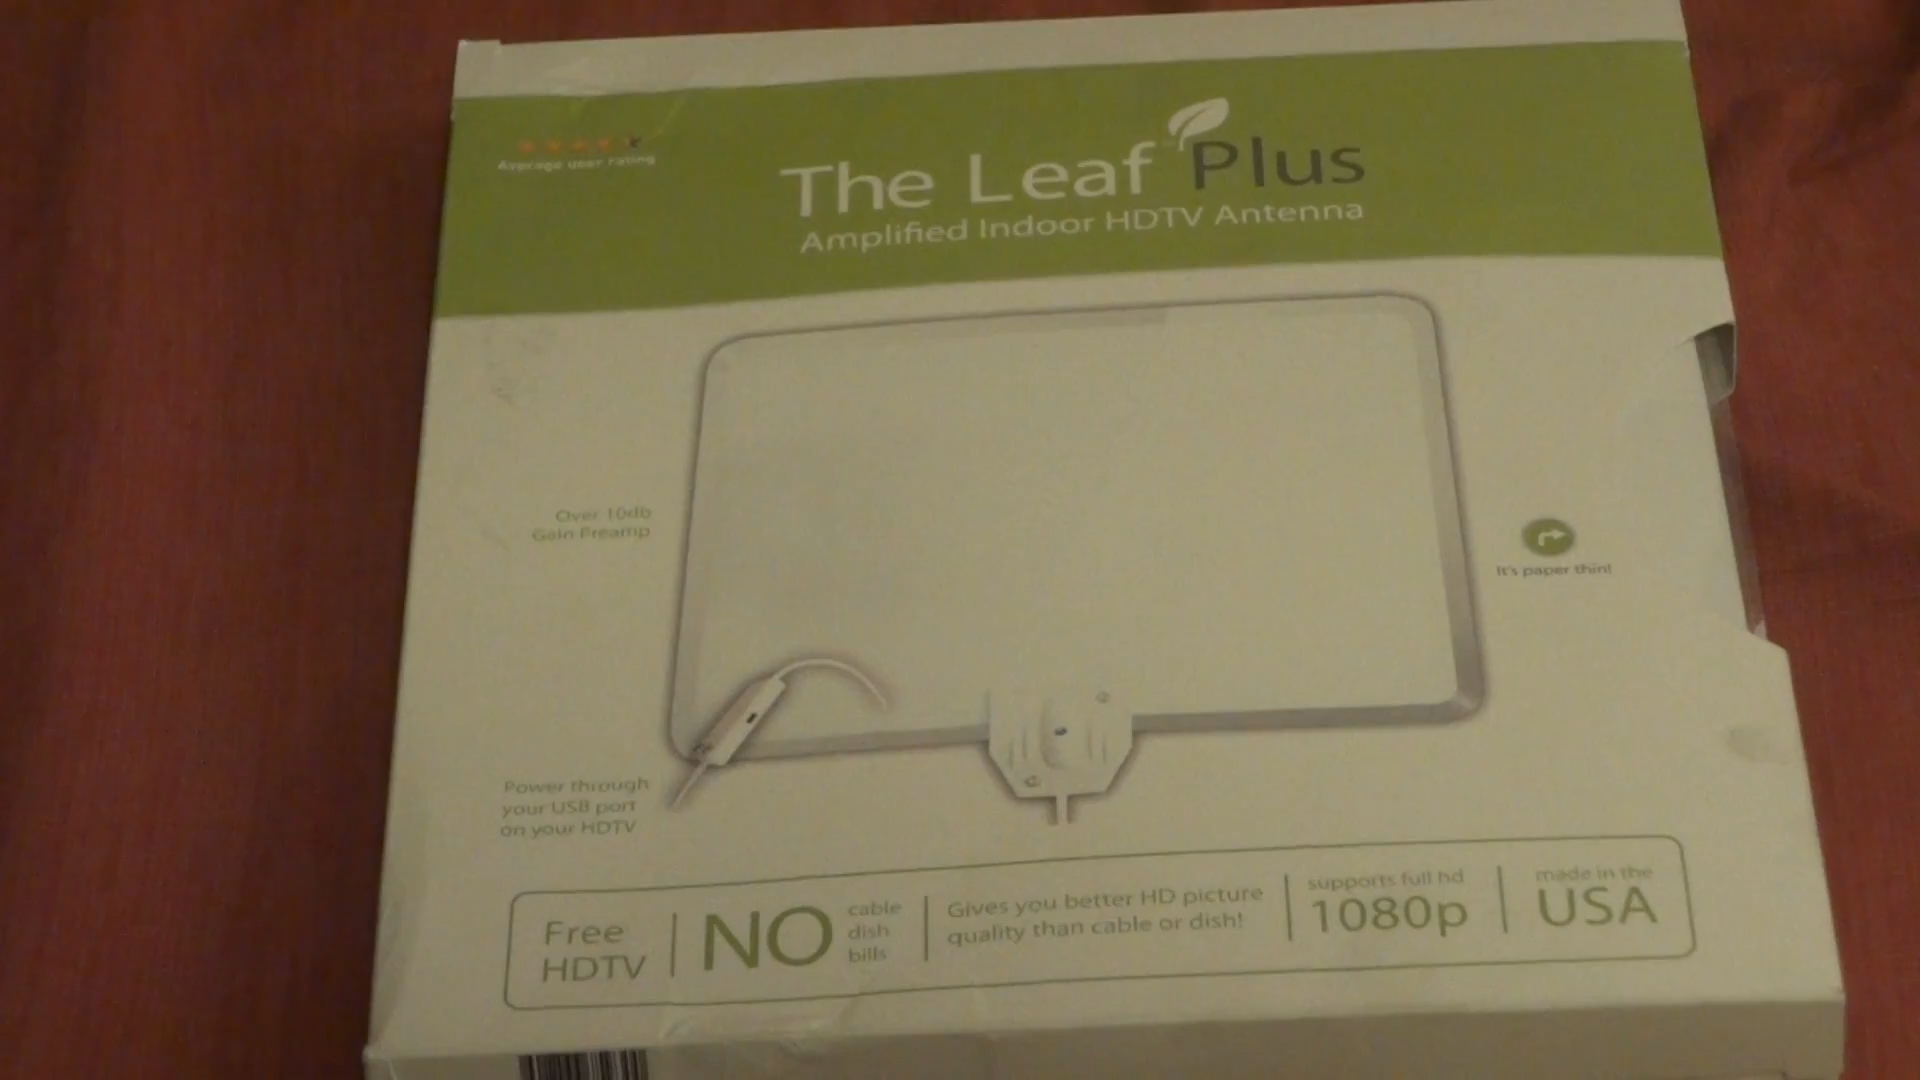 Average user rating
The Leaf Plus
Amplified Indoor HDTV Antenna
Over 10db
Gain Preamp
It's paper thin!
Power through
your USB port
on your HDTV
Free
HDTV
NO
cable
dish
bills
Gives you better HD picture
quality than cable or dish!
supports full hd
1080p
made in the
USA